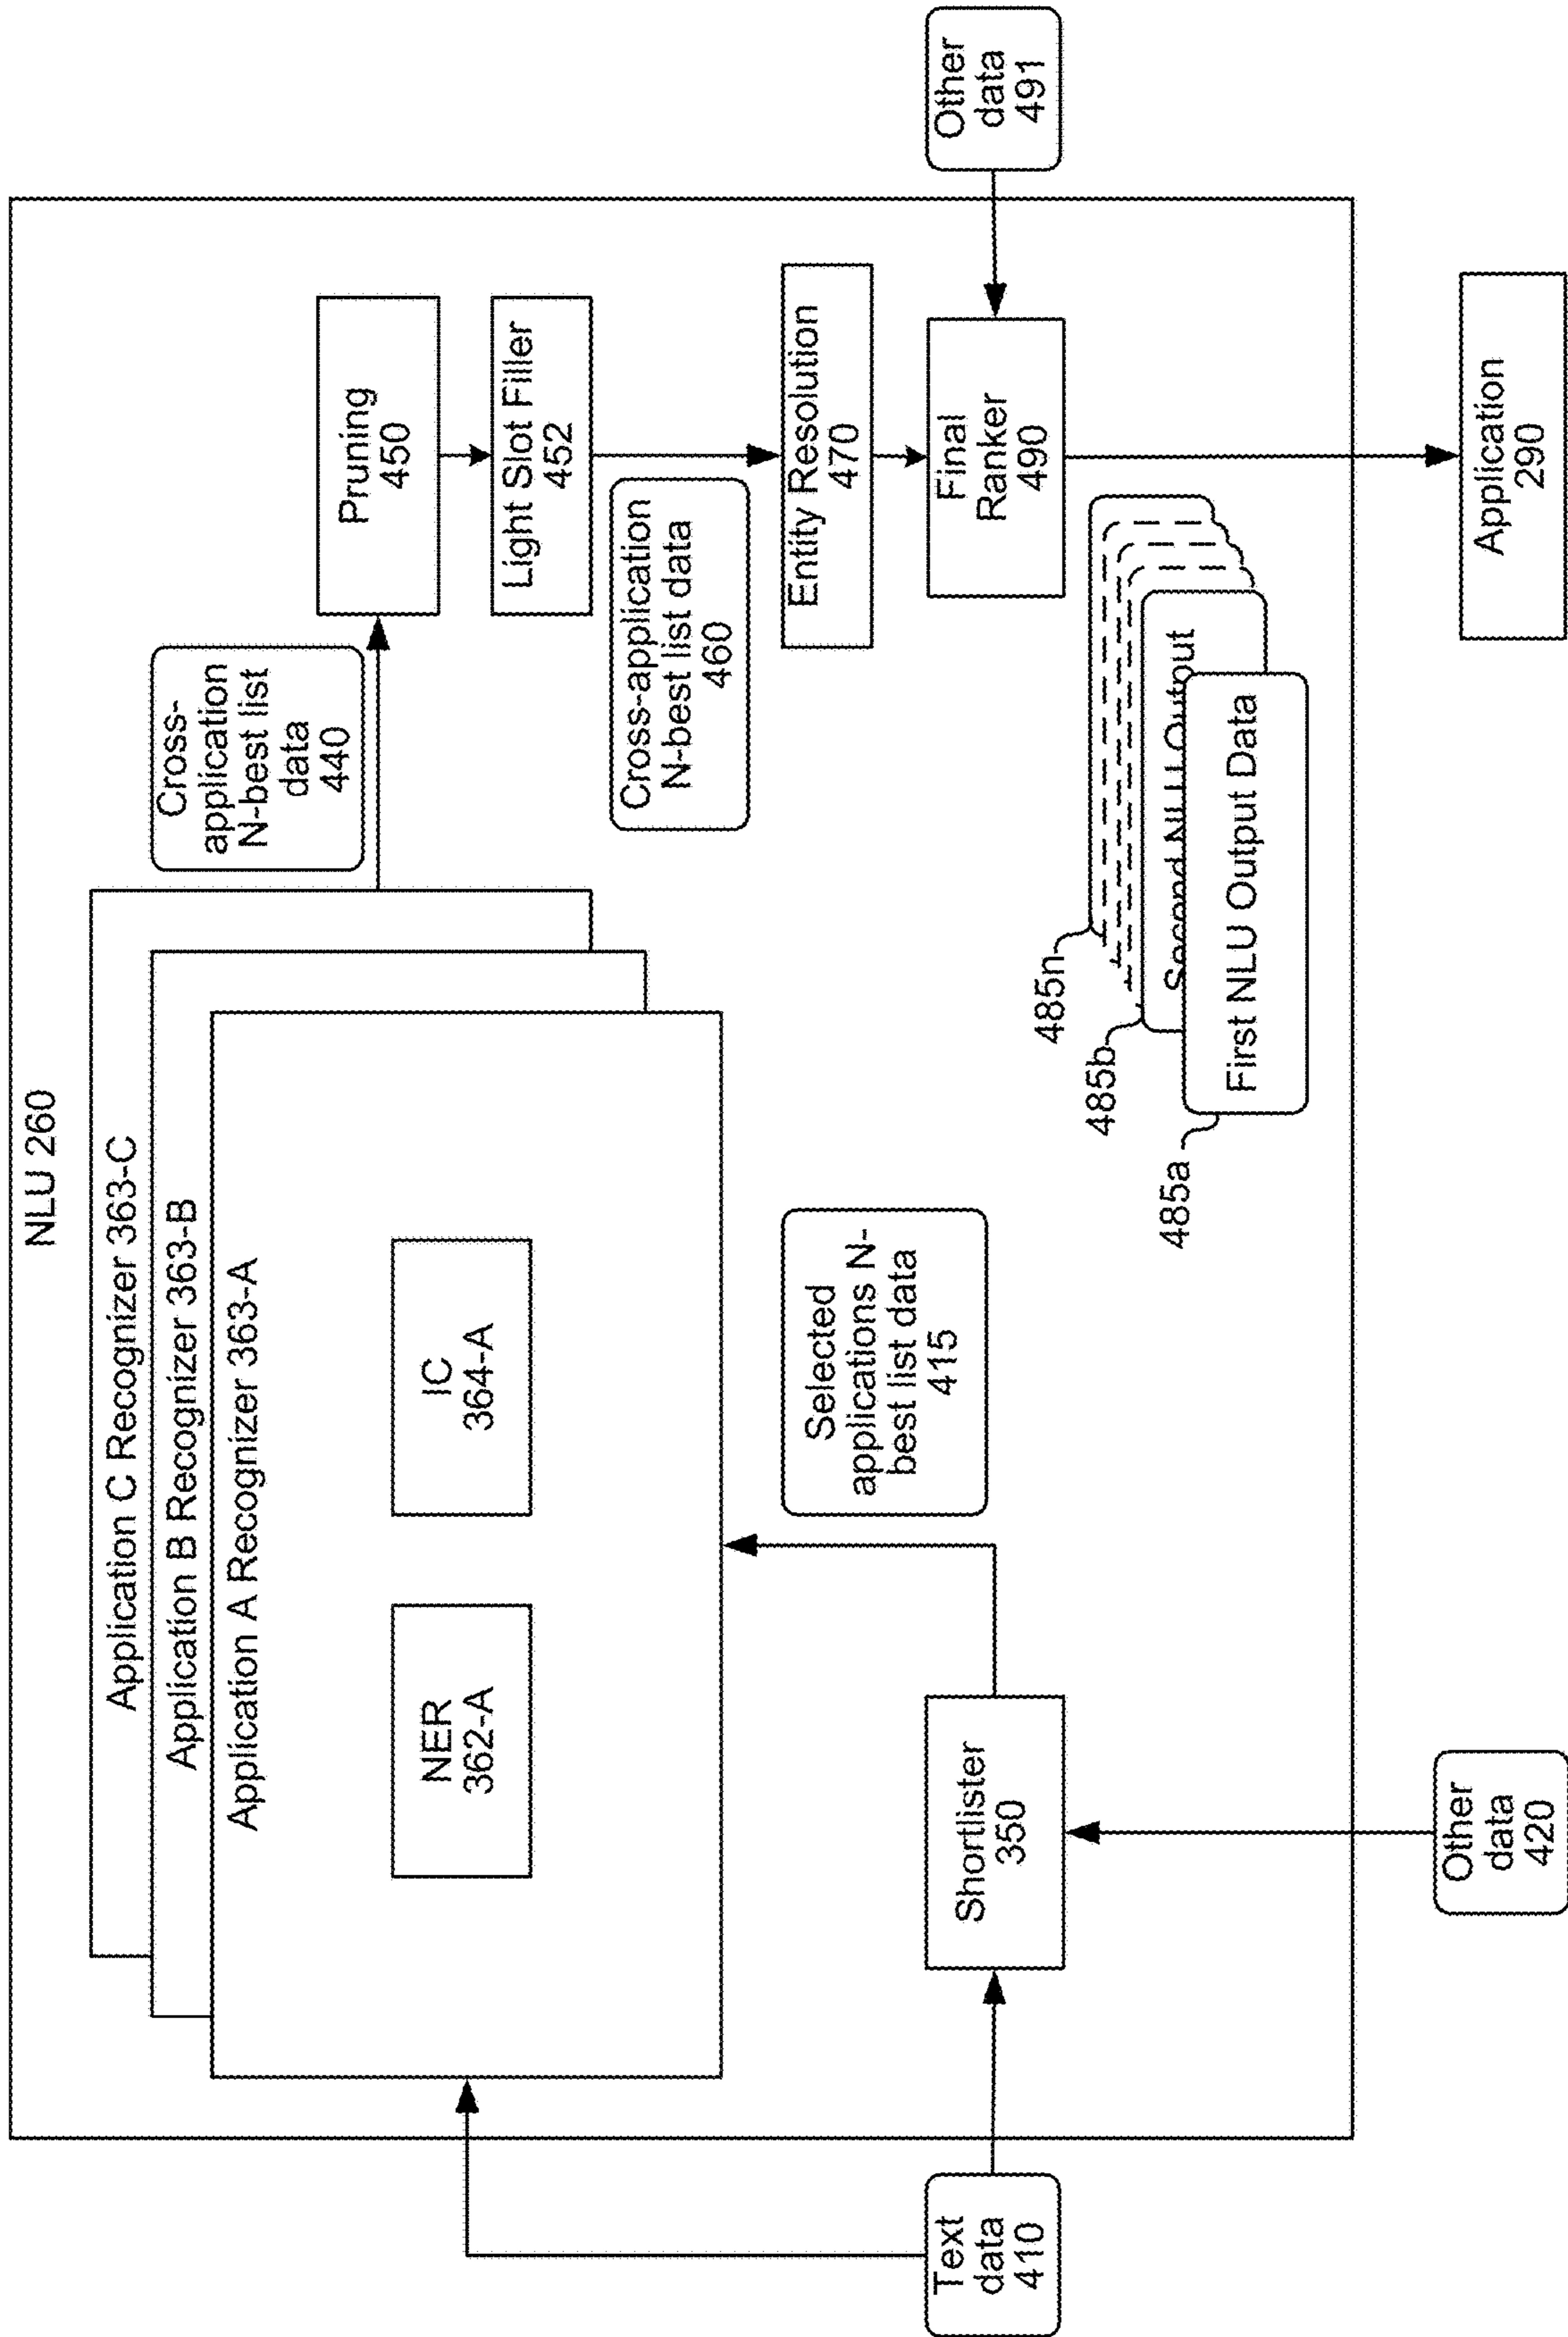 NLU 260
Application C Recognizer 363-C
Application B Recognizer 363-B
Application A Recognizer 363-A
NER
362-A
IC
364-A
Cross-
application
N-best list
data
440
Pruning
450
Light Slot Filler
452
Cross-application
N-best list data
460
Entity Resolution
470
Selected
applications N-
best list data
415
Text
data
410
Shortlister
350
Other
data
420
Final
Ranker
490
Other
data
491
485n
485b
Second NLU Output
485a
First NLU Output Data
Application
290